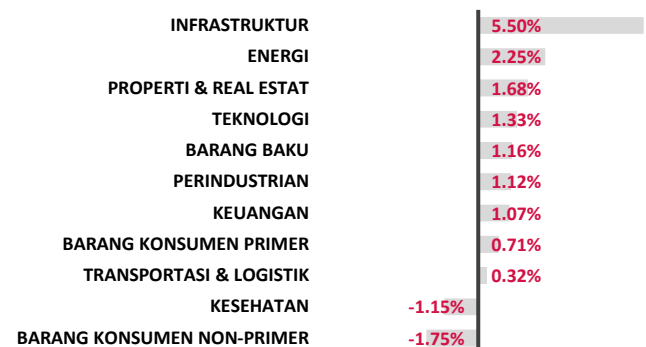 INFRASTRUKTUR 5.50%
ENERGI 2.25%
PROPERTI & REAL ESTAT 1.68%
TEKNOLOGI 1.33%
BARANG BAKU 1.16%
PERINDUSTRIAN 1.12%
KEUANGAN 1.07%
BARANG KONSUMEN PRIMER 0.71%
TRANSPORTASI & LOGISTIK 0.32%
KESEHATAN -1.15%
BARANG KONSUMEN NON-PRIMER -1.75%